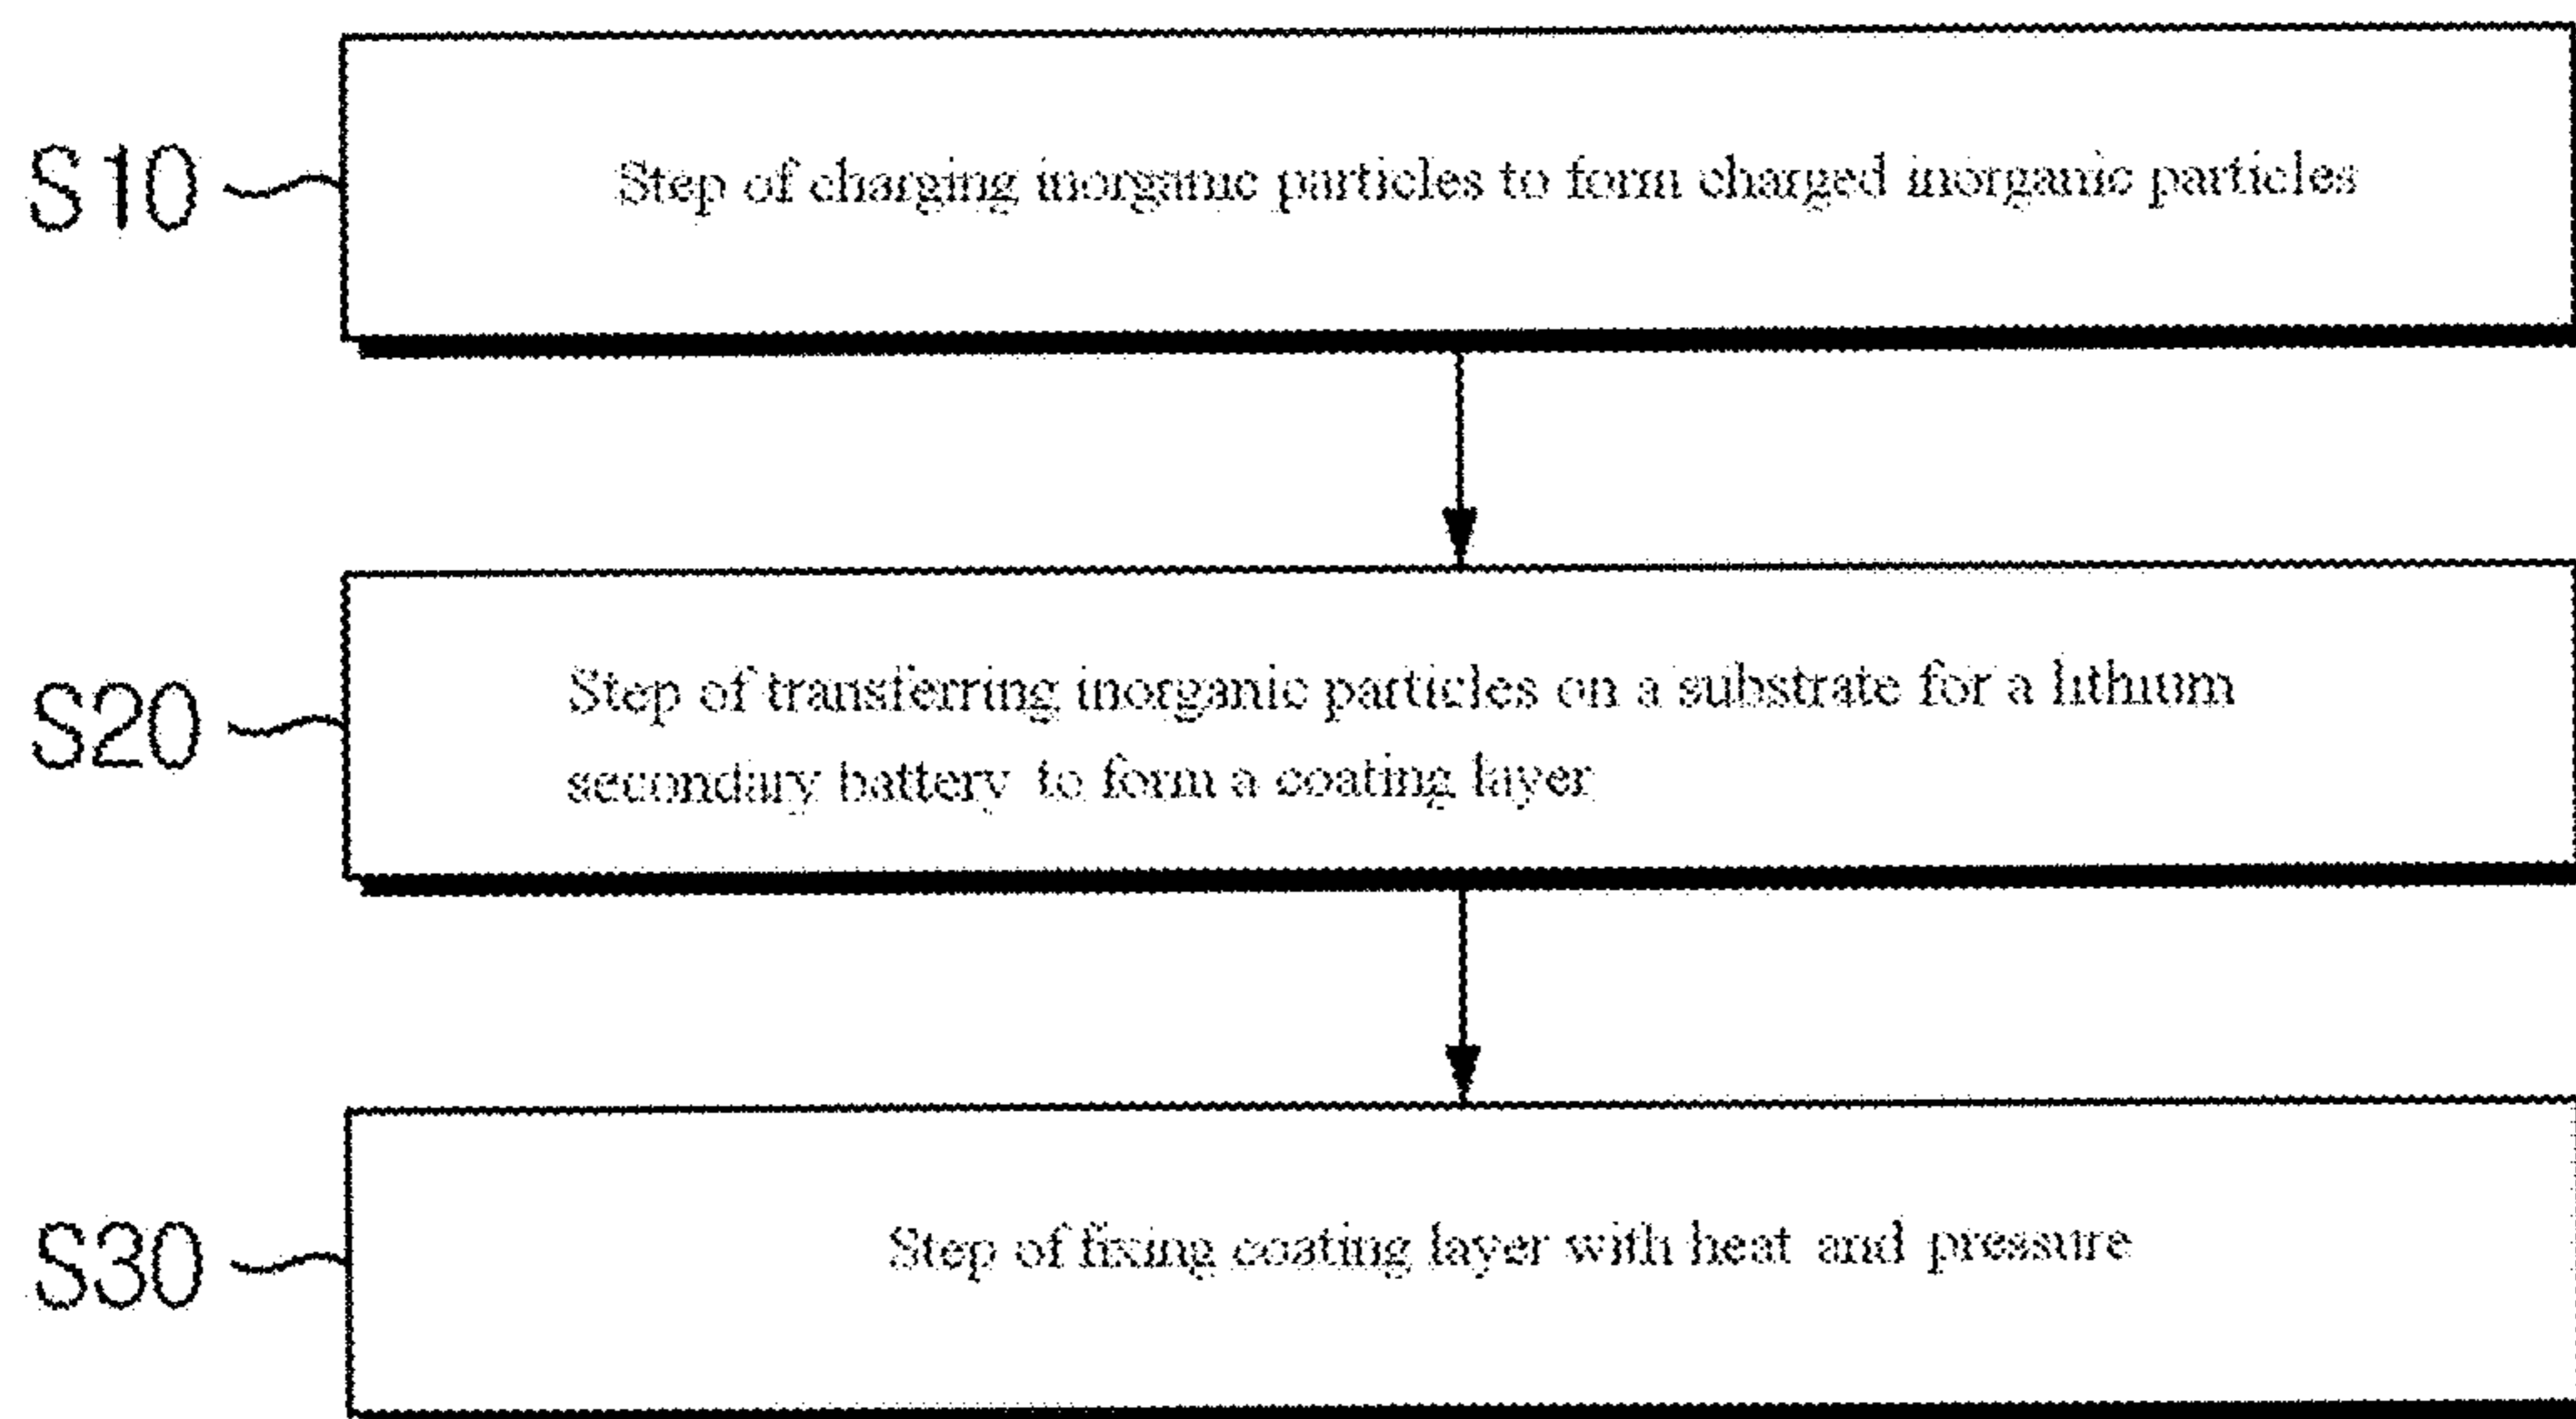 S10
Step of charging inorganic particles to form charged inorganic particles
S20
Step of transferring inorganic particles on a substrate for a lithium
secondary battery to form a coating layer
S30
Step of fixing coating layer with heat and pressure